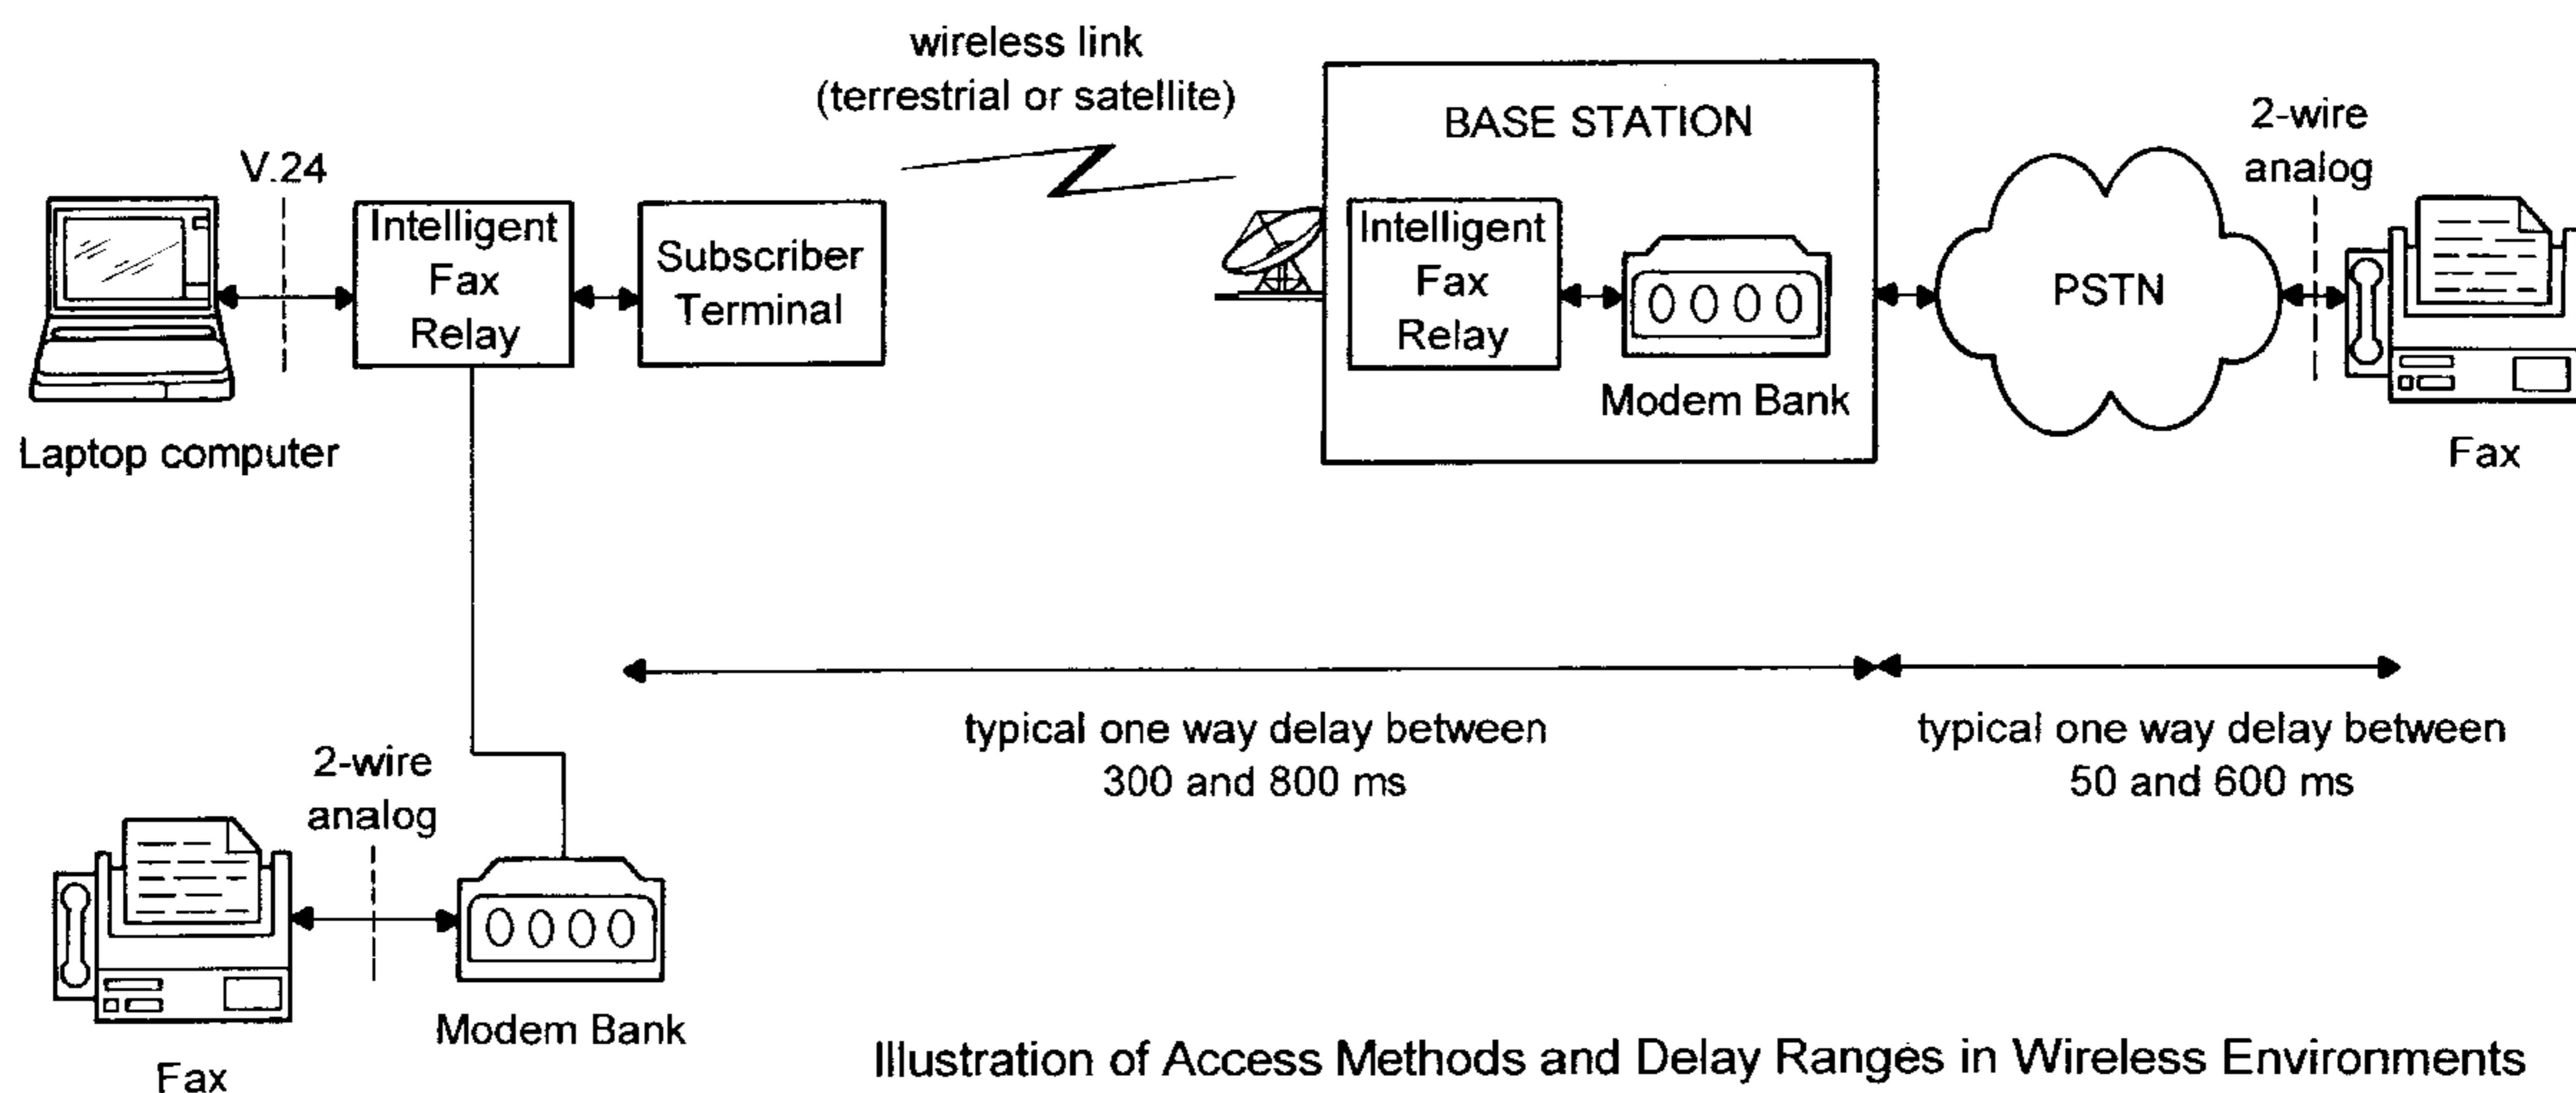 wireless link
(terrestrial or satellite)
V.24
Intelligent
Fax
Relay
Subscriber
Terminal
BASE STATION
Intelligent
Fax
Relay
Modem Bank
PSTN
2-wire
analog
Laptop computer
Fax
typical one way delay between
300 and 800 ms
typical one way delay between
50 and 600 ms
2-wire
analog
Modem Bank
Fax
Illustration of Access Methods and Delay Ranges in Wireless Environments